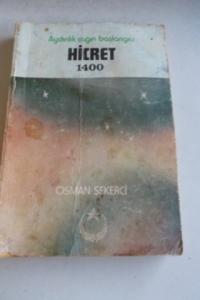 Aydınlık çağın başlangıcı
HİCRET
1400
OSMAN ŞEKERCİ